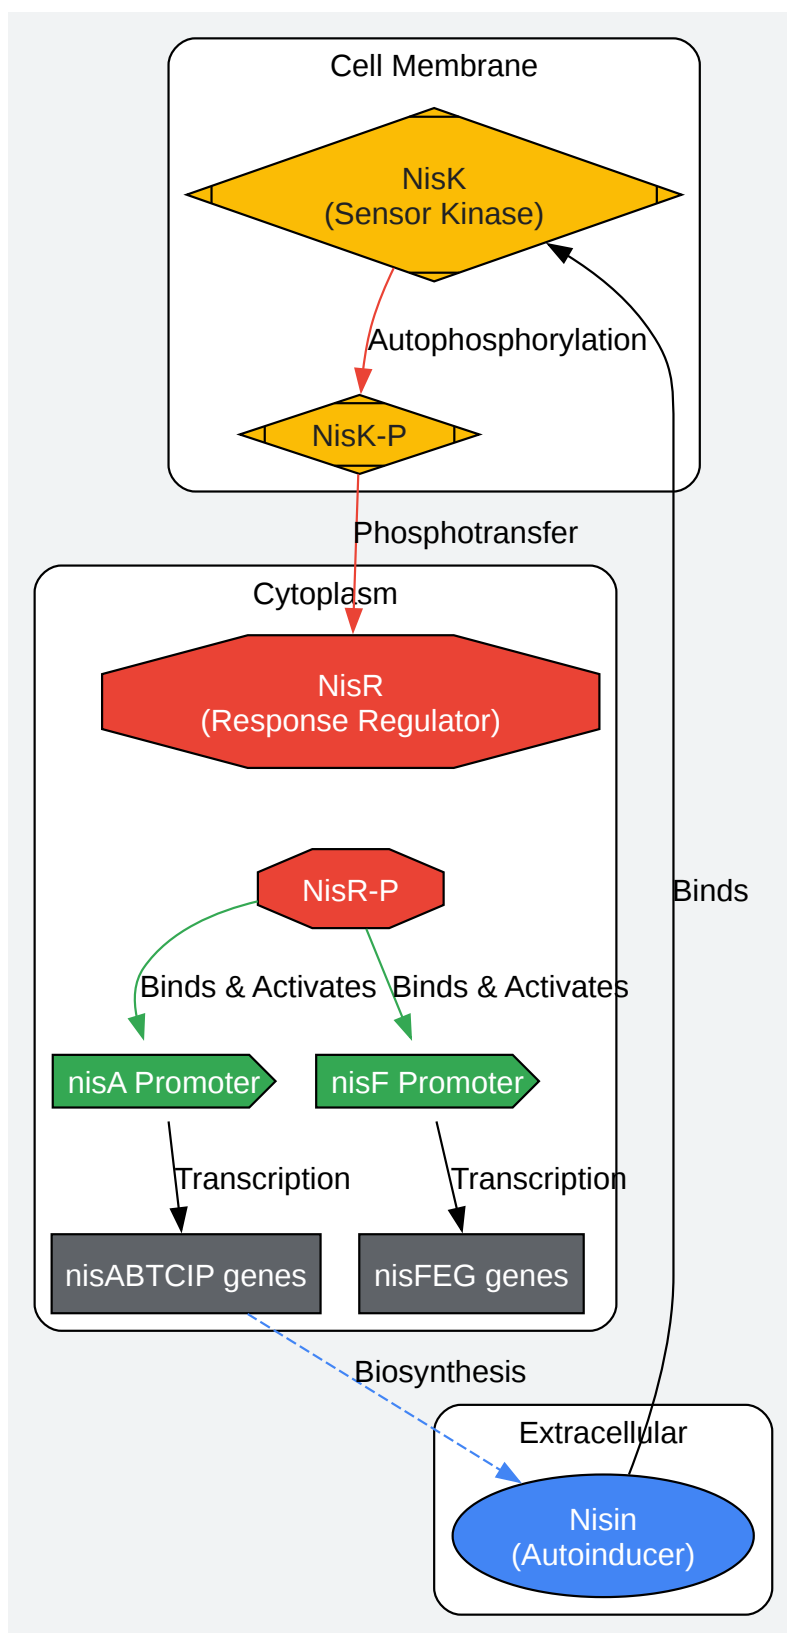 Cell Membrane
NisK
(Sensor Kinase)
Autophosphorylation
NisK-P
Phosphotransfer
Cytoplasm
NisR
(Response Regulator)
NisR-P
Binds
Binds & Activates
Binds & Activates
nisA Promoter
nisF Promoter
Transcription
Transcription
nisABTCIP genes
nisFEG genes
Biosynthesis
Extracellular
Nisin
(Autoinducer)